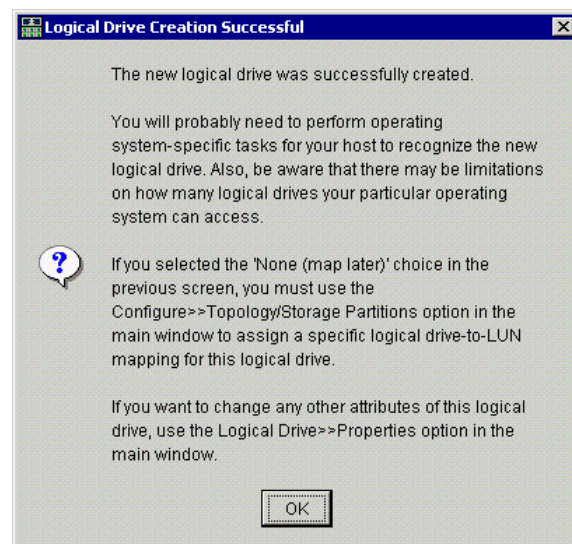 Logical Drive Creation Successful
The new logical drive was successfully created.
You will probably need to perform operating
system-specific tasks for your host to recognize the new
logical drive. Also, be aware that there may be limitations
on how many logical drives your particular operating
system can access.
If you selected the 'None (map later)' choice in the
previous screen, you must use the
Configure>>Topology/Storage Partitions option in the
main window to assign a specific logical drive-to-LUN
mapping for this logical drive.
If you want to change any other attributes of this logical
drive, use the Logical Drive>>Properties option in the
main window.
OK